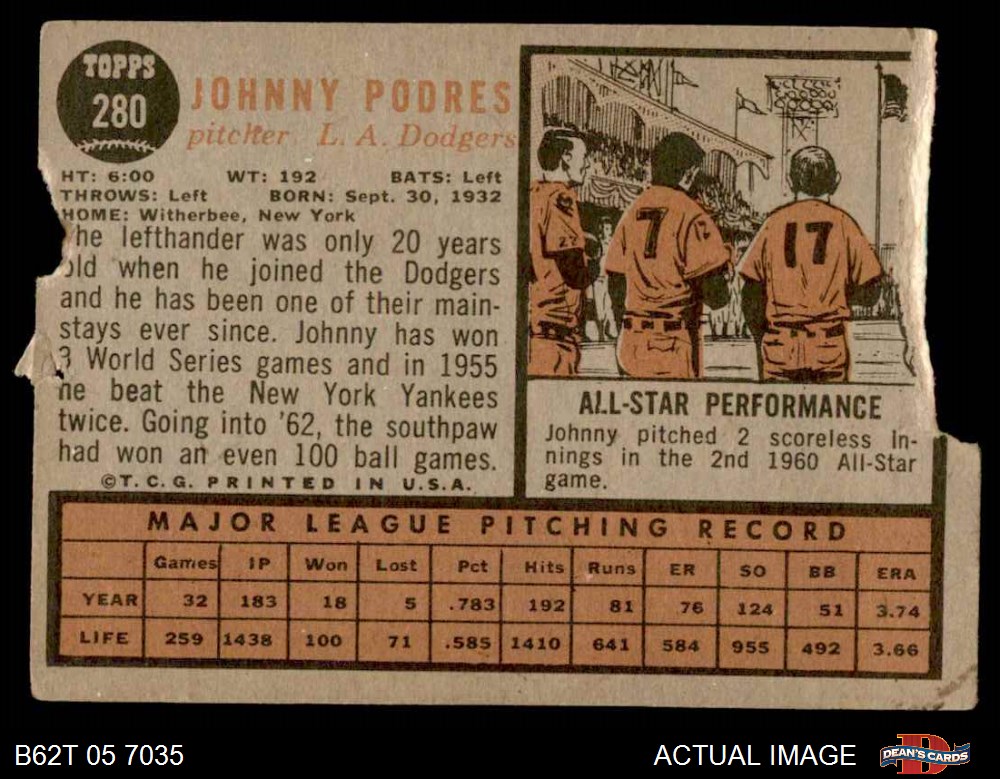 TOPPS
280
JOHNNY PODRES
pitcher L. A. Dodgers
HT: 6:00 WT: 192 BATS: Left
THROWS: Left BORN: Sept. 30, 1932
HOME: Witherbee, New York
he lefthander was only 20 years
old when he joined the Dodgers
and he has been one of their main-
stays ever since. Johnny has won
3 World Series games and in 1955
he beat the New York Yankees
twice. Going into '62, the southpaw
had won an even 100 ball games.
©T. C. G. PRINTED IN U.S.A.
7
17
ALL-STAR PERFORMANCE
Johnny pitched 2 scoreless in-
nings in the 2nd 1960 All-Star
game.
MAJOR LEAGUE PITCHING RECORD
Games IP Won Lost Pct Hits Runs ER SO BB ERA
YEAR 32 183 18 5 .783 192 81 76 124 51 3.74
LIFE 259 1438 100 71 .585 1410 641 584 955 492 3.66
B62T 05 7035
ACTUAL IMAGE
DEAN'S CARDS